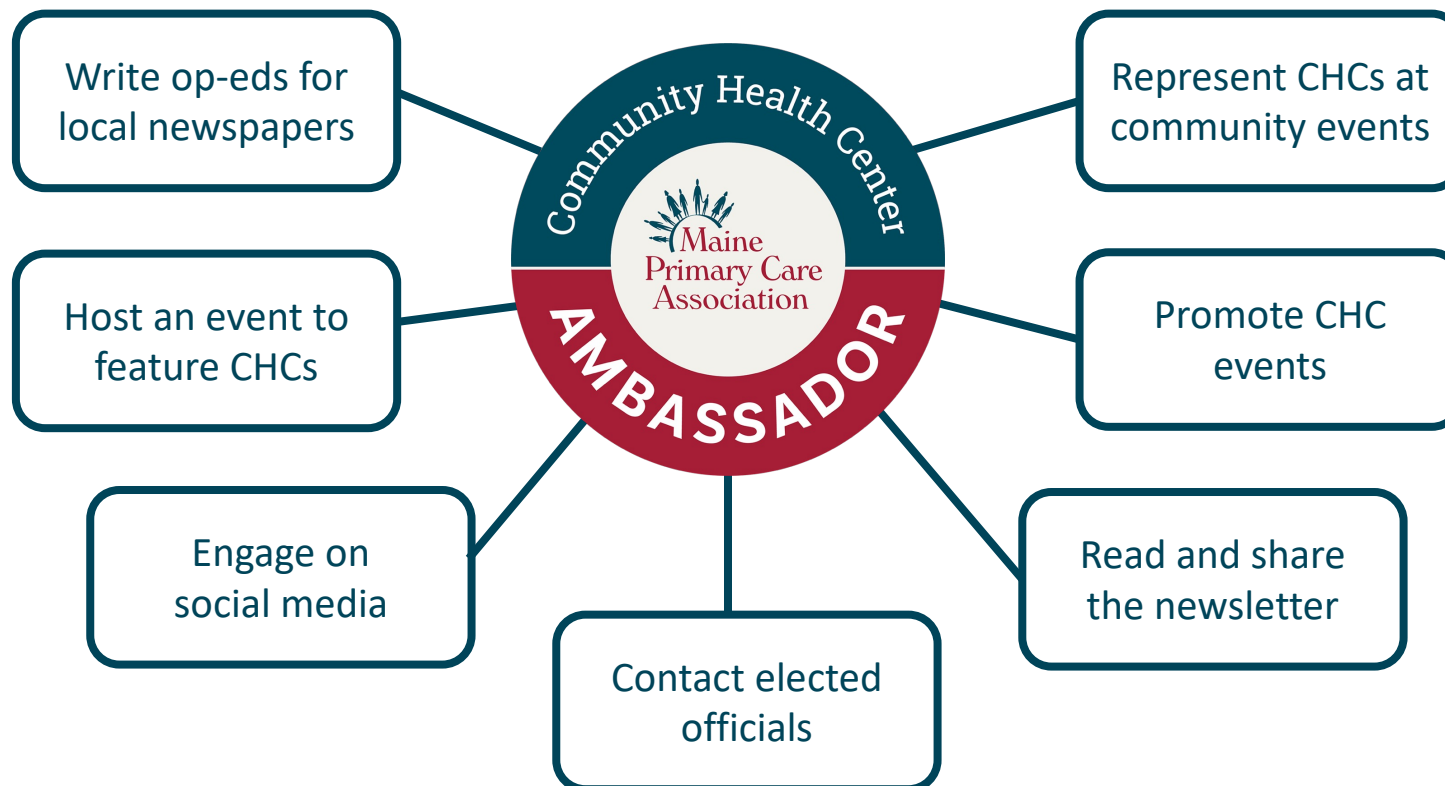 Write op-eds for
local newspapers
Community Health Center
Maine
Primary Care
Association
AMBASSADOR
Represent CHCs at
community events
Host an event to
feature CHCs
Promote CHC
events
Engage on
social media
Contact elected
officials
Read and share
the newsletter